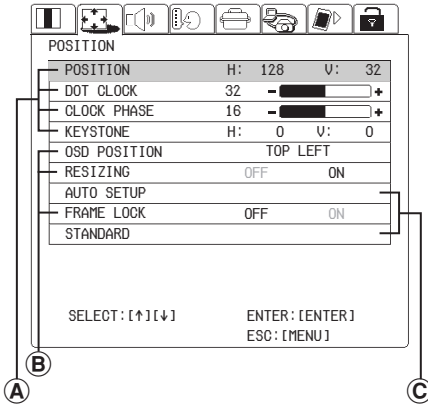 POSITION
POSITION H: 128 V: 32
DOT CLOCK 32 - +
CLOCK PHASE 16 - +
KEYSTONE H: 0 V: 0
OSD POSITION TOP LEFT
RESIZING OFF ON
AUTO SETUP
FRAME LOCK OFF ON
STANDARD
SELECT:[↑][↓] ENTER:[ENTER]
ESC:[MENU]
B
A C